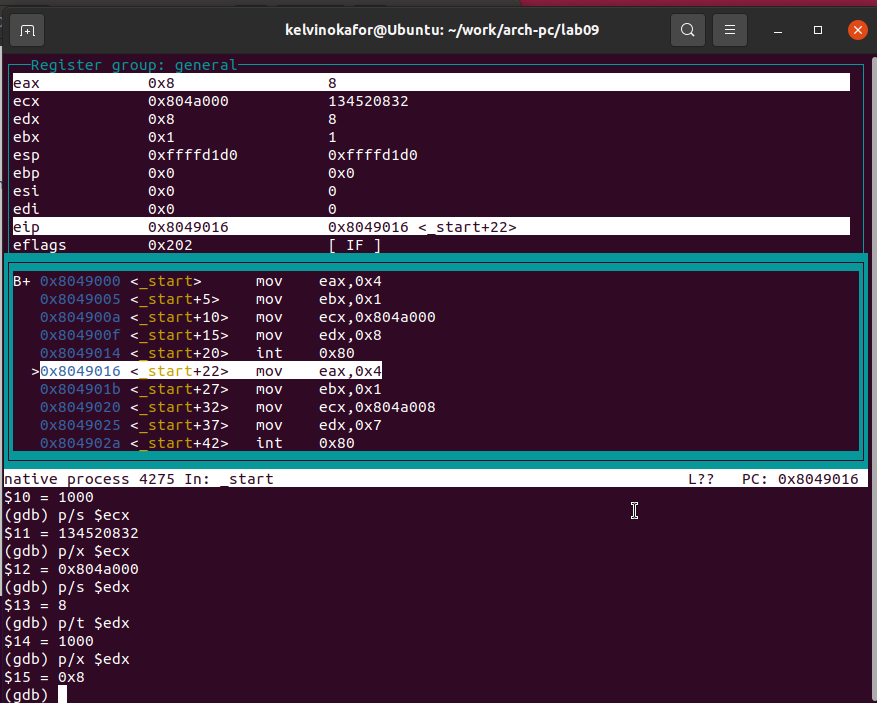 kelvinokafor@Ubuntu: ~/work/arch-pc/lab09
Register group: general
eax 0x8 8
ecx 0x804a000 134520832
edx 0x8 8
ebx 0x1 1
esp 0xffffd1d0 0xffffd1d0
ebp 0x0 0x0
esi 0x0 0
edi 0x0 0
eip 0x8049016 0x8049016 <_start+22>
eflags 0x202 [ IF ]
B+ 0x8049000 <_start> mov eax,0x4
0x8049005 <_start+5> mov ebx,0x1
0x804900a <_start+10> mov ecx,0x804a000
0x804900f <_start+15> mov edx,0x8
0x8049014 <_start+20> int 0x80
>0x8049016 <_start+22> mov eax,0x4
0x804901b <_start+27> mov ebx,0x1
0x8049020 <_start+32> mov ecx,0x804a008
0x8049025 <_start+37> mov edx,0x7
0x804902a <_start+42> int 0x80
native process 4275 In: _start L?? PC: 0x8049016
$10 = 1000
(gdb) p/s $ecx
$11 = 134520832
(gdb) p/x $ecx
$12 = 0x804a000
(gdb) p/s $edx
$13 = 8
(gdb) p/t $edx
$14 = 1000
(gdb) p/x $edx
$15 = 0x8
(gdb)